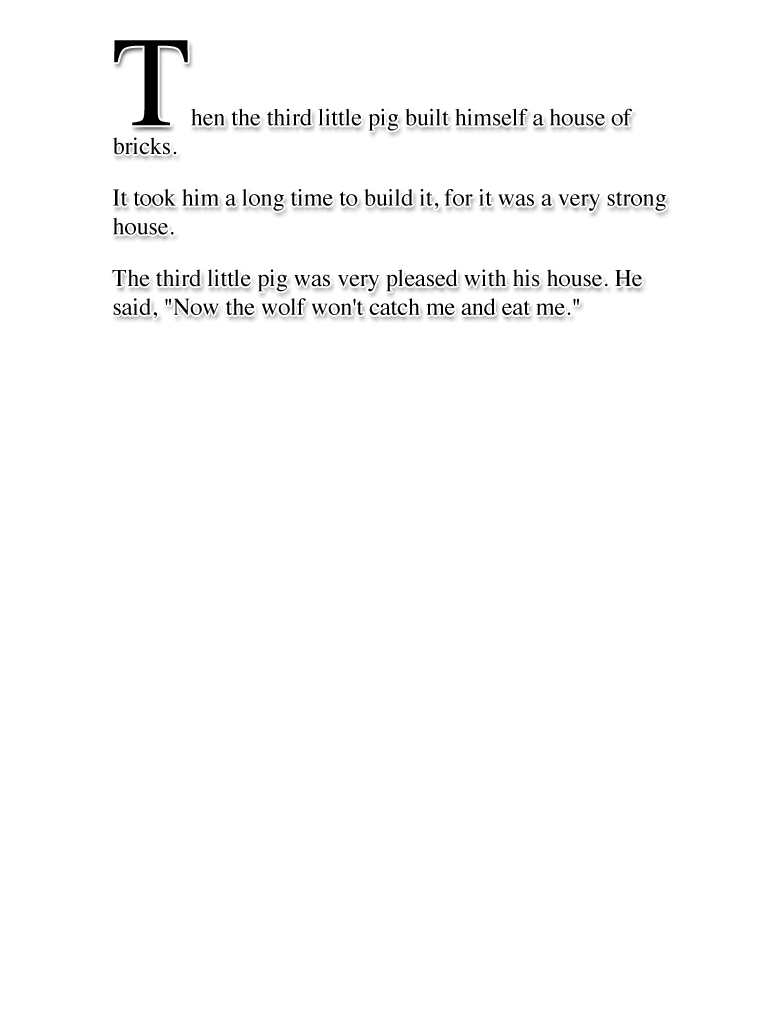 Then the third little pig built himself a house of
bricks.
It took him a long time to build it, for it was a very strong
house.
The third little pig was very pleased with his house. He
said, "Now the wolf won't catch me and eat me."